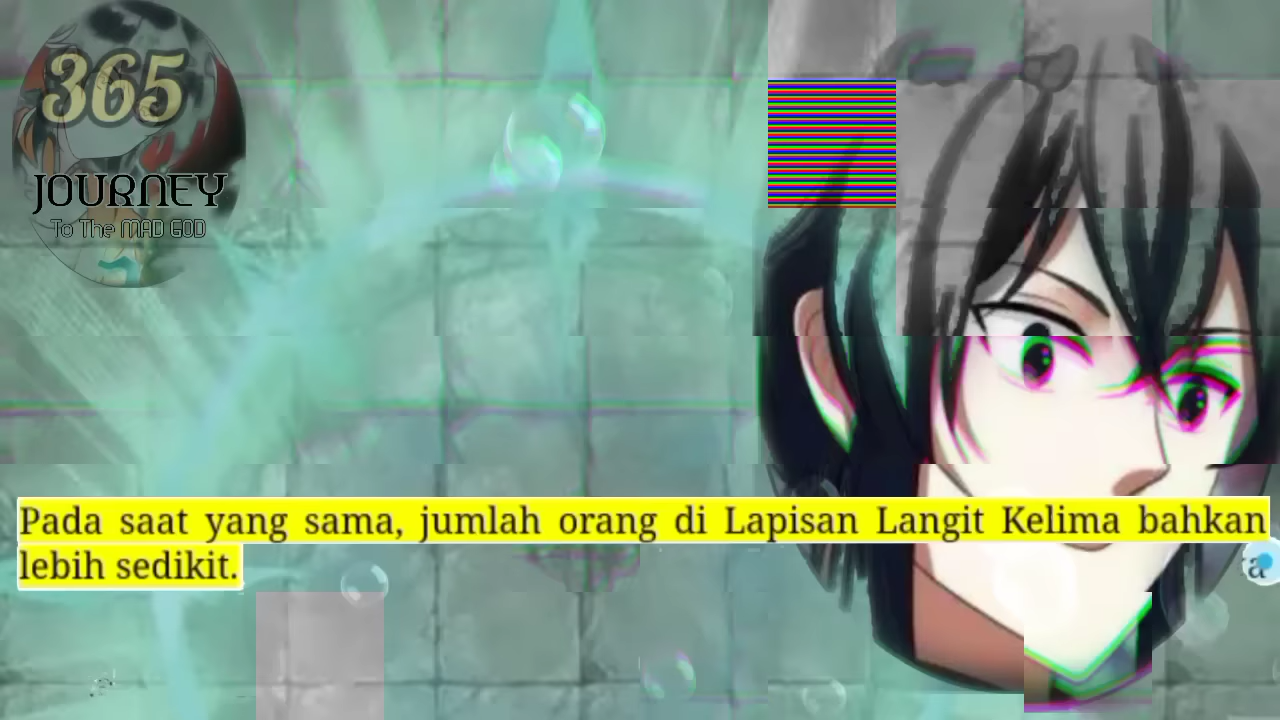 365
JOURNEY
To The MAD GOD
Pada saat yang sama, jumlah orang di Lapisan Langit Kelima bahkan
lebih sedikit.
a